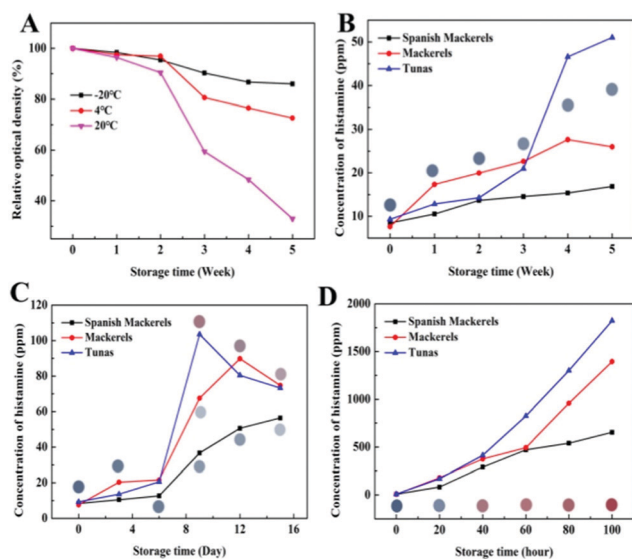 A
Relative optical density (%)
100
80
60
40
-20°C
4°C
20°C
0 1 2 3 4 5
Storage time (Week)
B
Concentration of histamine (ppm)
60
50
40
30
20
10
Spanish Mackerels
Mackerels
Tunas
0 1 2 3 4 5
Storage time (Week)
C
Concentration of histamine (ppm)
120
100
80
60
40
20
0
Spanish Mackerels
Mackerels
Tunas
0 4 8 12 16
Storage time (Day)
D
Concentration of histamine (ppm)
2000
1500
1000
500
0
Spanish Mackerels
Mackerels
Tunas
0 20 40 60 80 100
Storage time (hour)